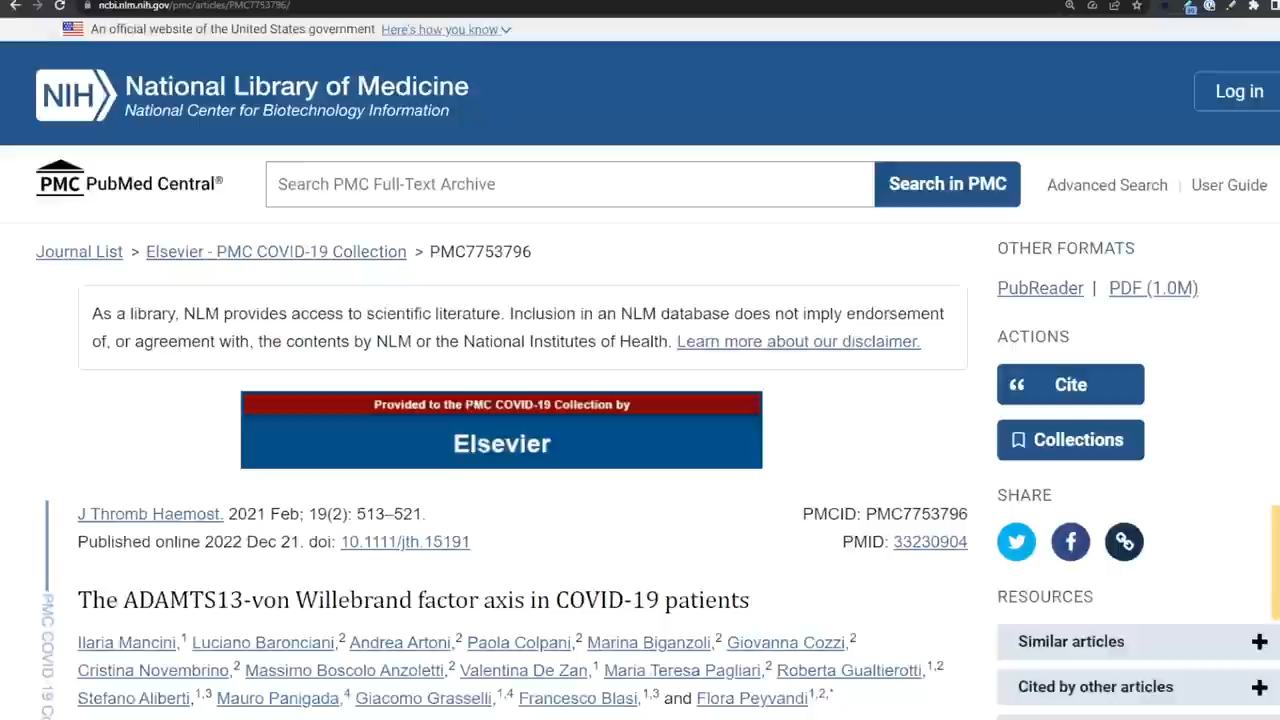 ncbi.nlm.nih.gov/pmc/articles/PMC7753796/
An official website of the United States government Here's how you know
NIH National Library of Medicine
National Center for Biotechnology Information
Log in
PMC PubMed Central®
Search PMC Full-Text Archive
Search in PMC
Advanced Search | User Guide
Journal List > Elsevier - PMC COVID-19 Collection > PMC7753796
As a library, NLM provides access to scientific literature. Inclusion in an NLM database does not imply endorsement
of, or agreement with, the contents by NLM or the National Institutes of Health. Learn more about our disclaimer.
Provided to the PMC COVID-19 Collection by
Elsevier
J Thromb Haemost. 2021 Feb; 19(2): 513–521.
PMCID: PMC7753796
Published online 2022 Dec 21. doi: 10.1111/jth.15191
PMID: 33230904
The ADAMTS13-von Willebrand factor axis in COVID-19 patients
Ilaria Mancini,1 Luciano Baronciani,2 Andrea Artoni,2 Paola Colpani,2 Marina Biganzoli,2 Giovanna Cozzi,2
Cristina Novembrino,2 Massimo Boscolo Anzoletti,2 Valentina De Zan,1 Maria Teresa Pagliari,2 Roberta Gualtierotti,1,2
Stefano Aliberti,1,3 Mauro Panigada,4 Giacomo Grasselli,1,4 Francesco Blasi,1,3 and Flora Peyvandi1,2,*
PMC COVID-19 C
OTHER FORMATS
PubReader | PDF (1.0M)
ACTIONS
Cite
Collections
SHARE
RESOURCES
Similar articles
Cited by other articles